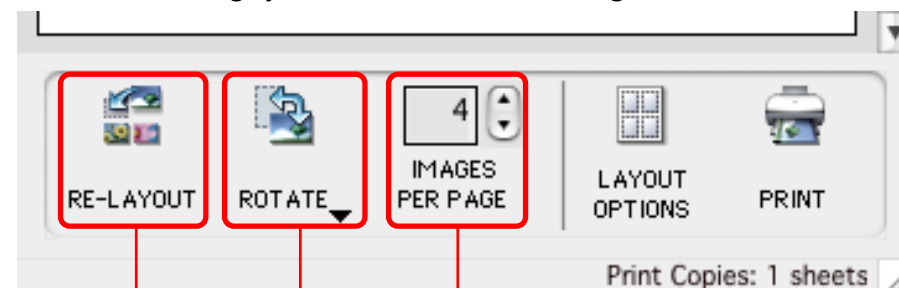 4
RE-LAYOUT
ROTATE
IMAGES
PER PAGE
LAYOUT
OPTIONS
PRINT
Print Copies: 1 sheets